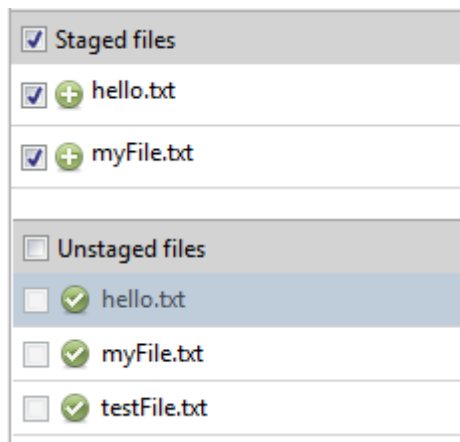 Staged files
hello.txt
myFile.txt
Unstaged files
hello.txt
myFile.txt
testFile.txt